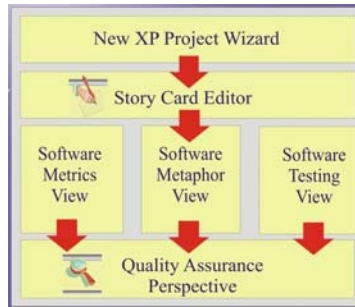 New XP Project Wizard
Story Card Editor
Software
Metrics
View
Software
Metaphor
View
Software
Testing
View
Quality Assurance
Perspective